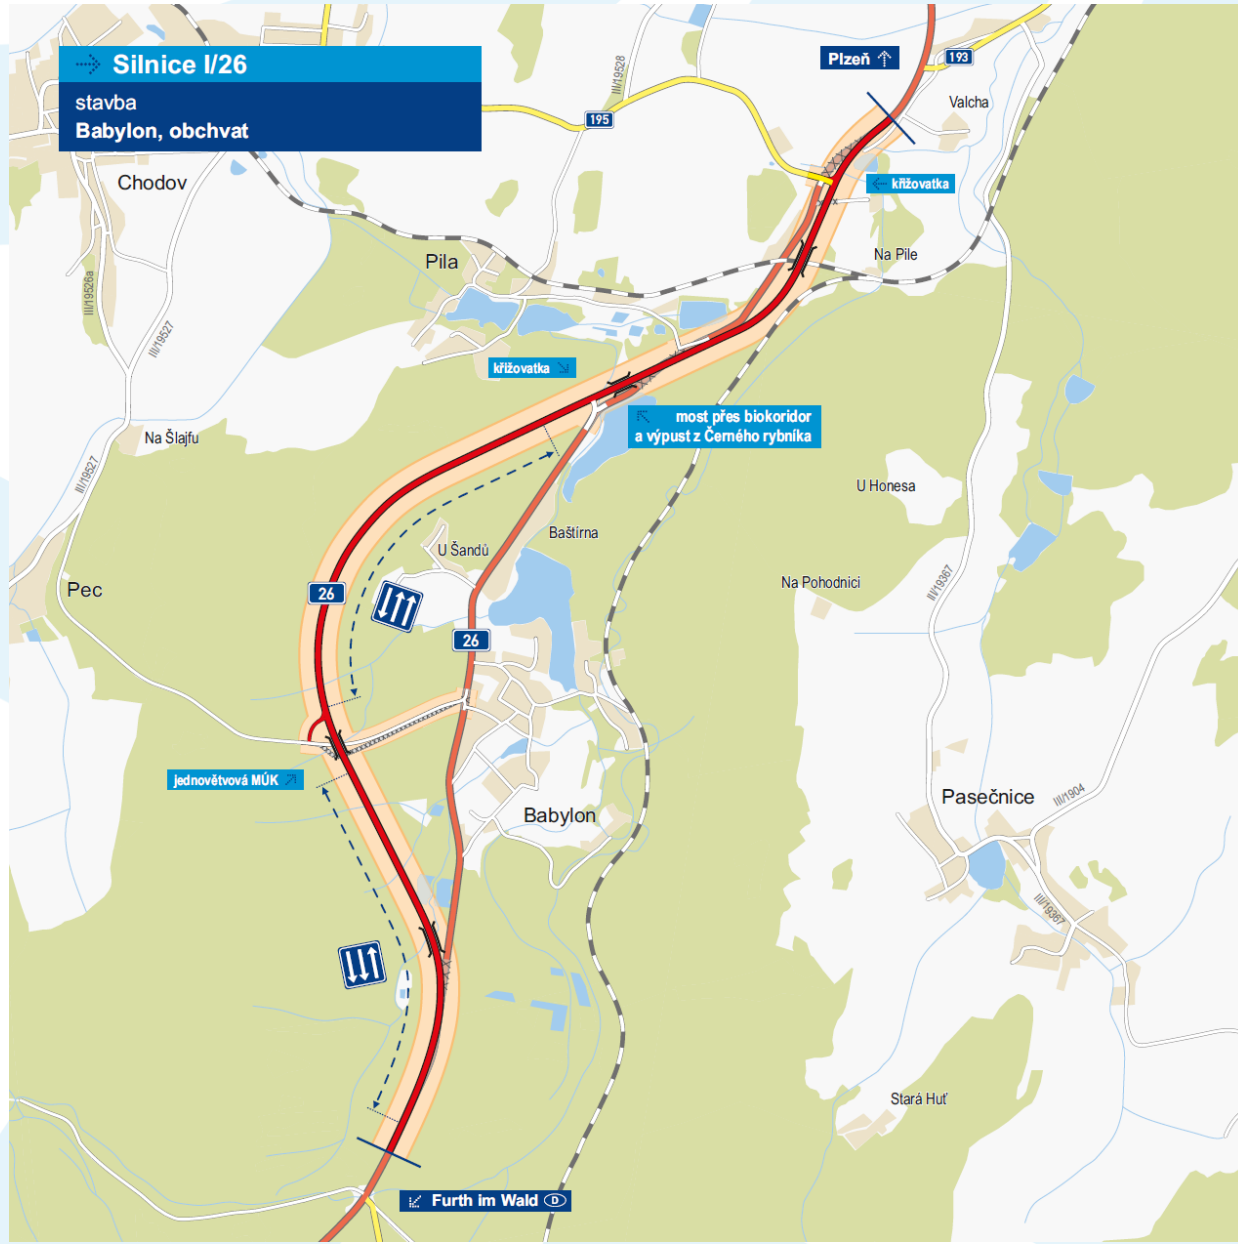 Silnice I/26
stavba
Babylon, obchvat
Plzeň
193
III/19528
195
Valcha
Chodov
křižovatka
Pila
Na Pile
III/19526a
III/19527
křižovatka
most přes biokoridor
a výpust z Černého rybníka
Na Šlajfu
III/19527
U Honesa
Baštírna
U Šandů
Pec
26
Na Pohodnici
III/19367
26
jednovětvová MÚK
Pasečnice
III/1904
Babylon
III/19367
Stará Huť
Furth im Wald D